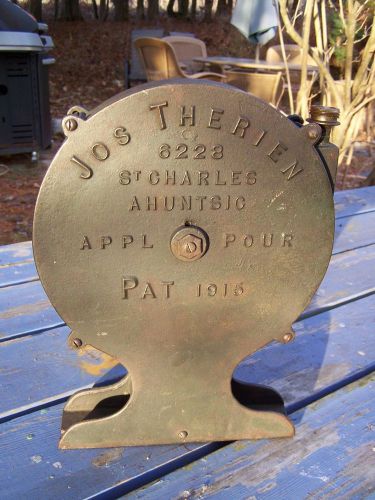 JOS THERIEN
6228
ST CHARLES
AHUNTSIC
APPL POUR
PAT 1915